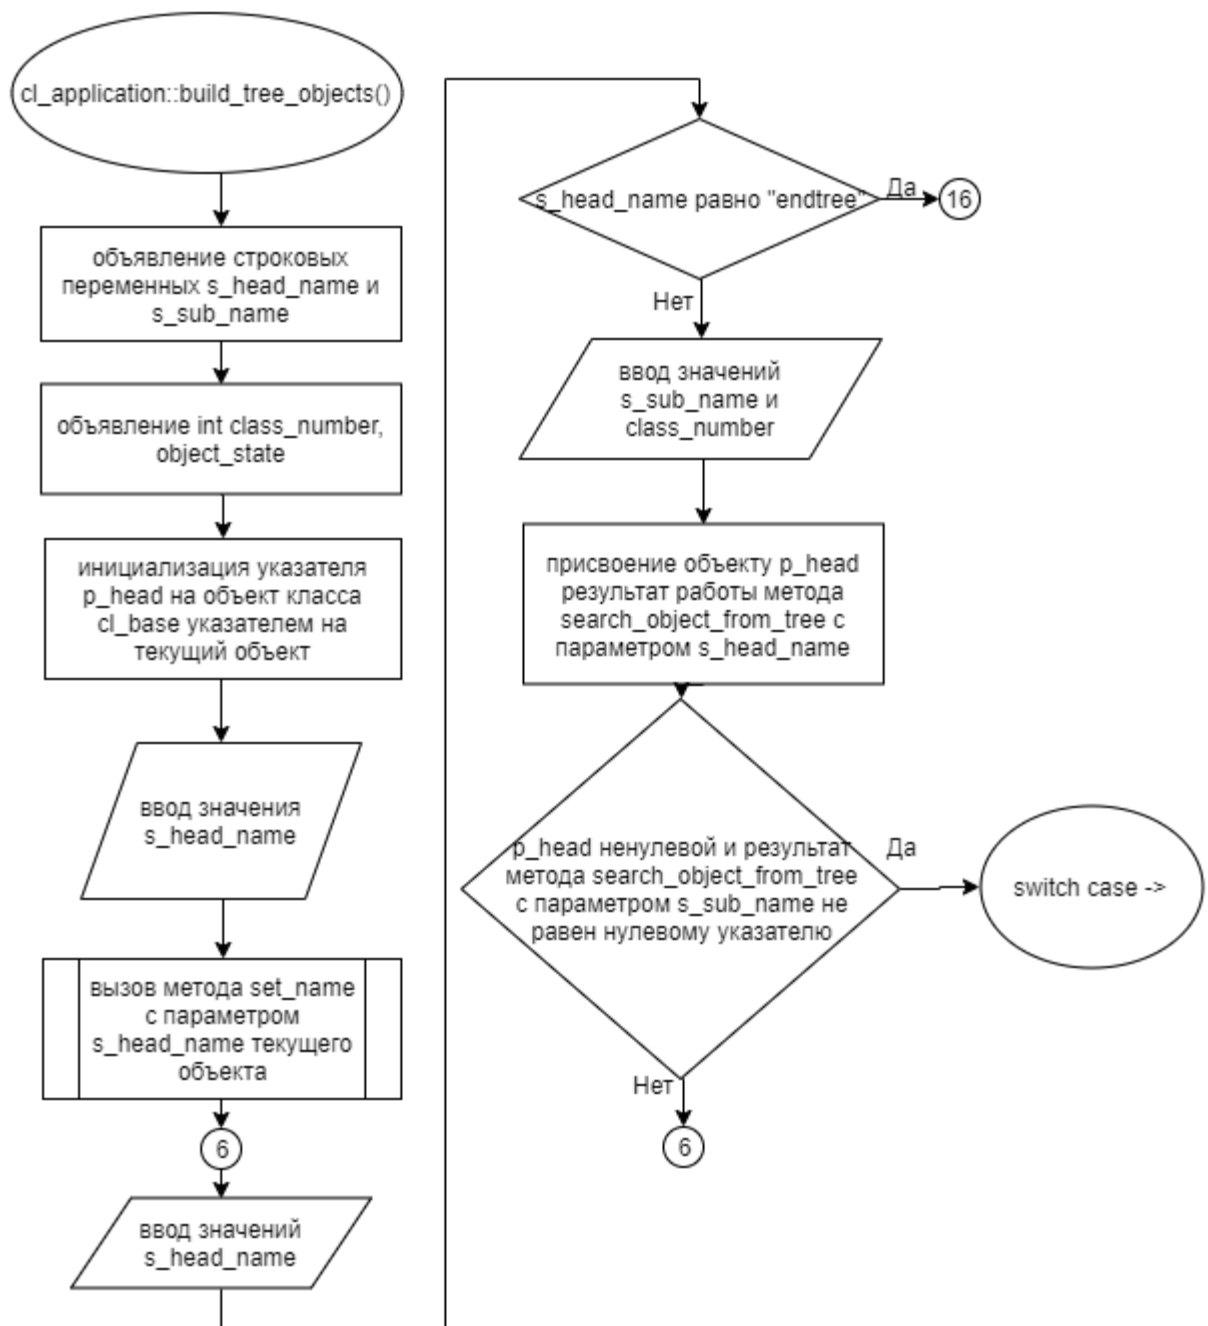 cl_application::build_tree_objects()
объявление строковых
переменных s_head_name и
s_sub_name
объявление int class_number,
object_state
инициализация указателя
p_head на объект класса
cl_base указателем на
текущий объект
ввод значения
s_head_name
вызов метода set_name
с параметром
s_head_name текущего
объекта
6
ввод значений
s_head_name
s_head_name равно "endtree"
Да
16
Нет
ввод значений
s_sub_name и
class_number
присвоение объекту p_head
результат работы метода
search_object_from_tree с
параметром s_head_name
p_head ненулевой и результат
метода search_object_from_tree
с параметром s_sub_name не
равен нулевому указателю
Да
switch case ->
Нет
6